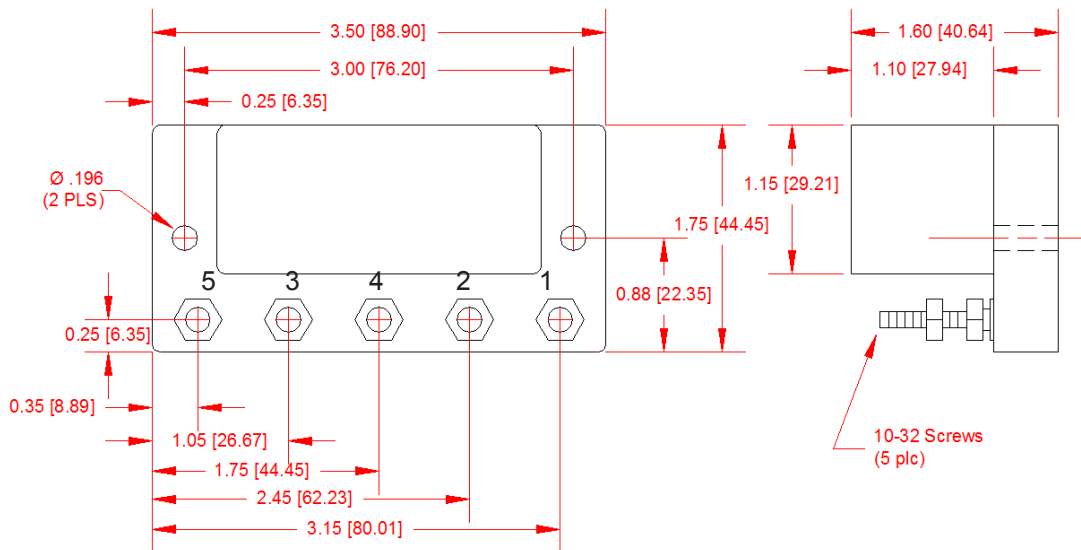 3.50 [88.90]
1.60 [40.64]
3.00 [76.20]
1.10 [27.94]
0.25 [6.35]
Ø .196
(2 PLS)
1.15 [29.21]
1.75 [44.45]
5 3 4 2 1
0.88 [22.35]
0.25 [6.35]
0.35 [8.89]
1.05 [26.67]
10-32 Screws
(5 plc)
1.75 [44.45]
2.45 [62.23]
3.15 [80.01]